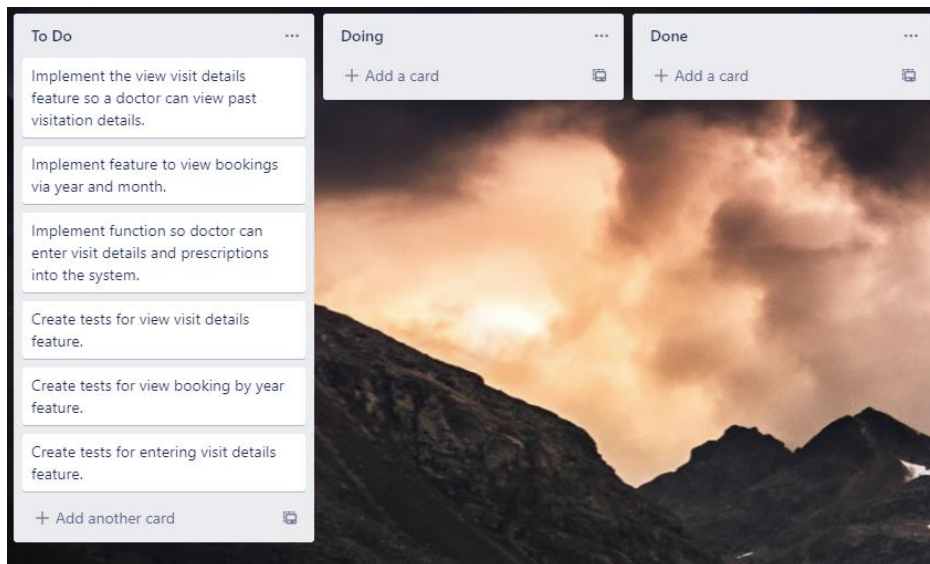 To Do
Implement the view visit details
feature so a doctor can view past
visitation details.
Implement feature to view bookings
via year and month.
Implement function so doctor can
enter visit details and prescriptions
into the system.
Create tests for view visit details
feature.
Create tests for view booking by year
feature.
Create tests for entering visit details
feature.
+ Add another card
Doing
+ Add a card
Done
+ Add a card